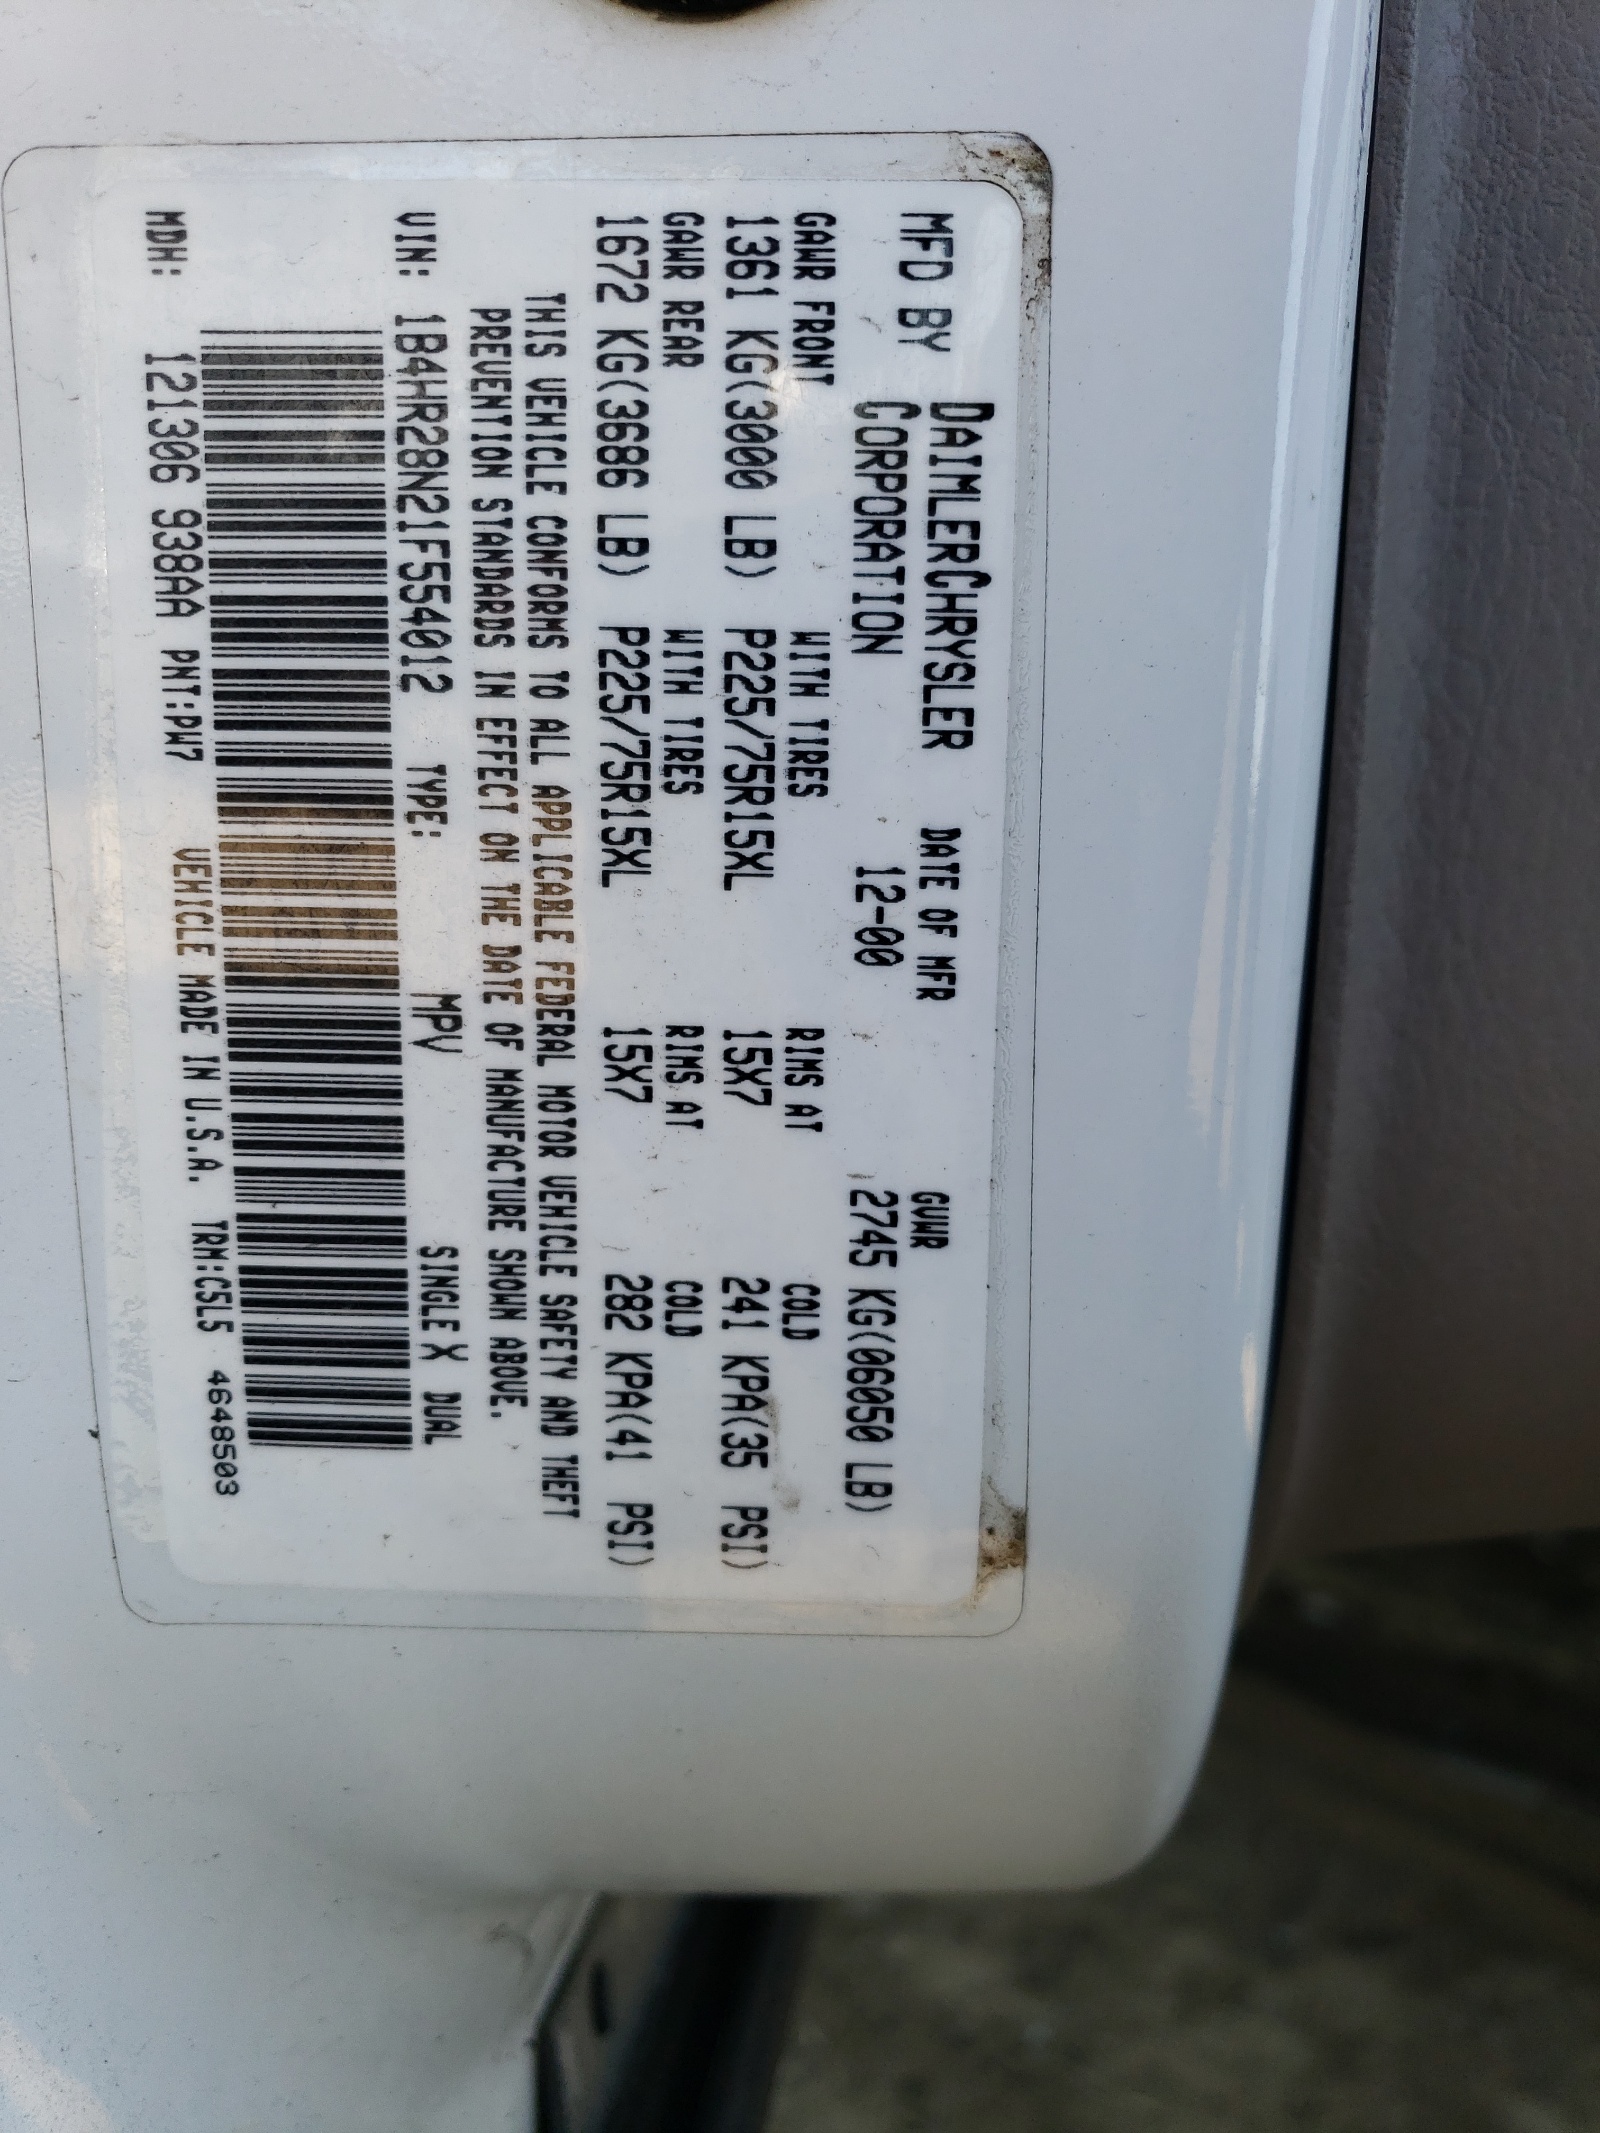 MFD BY DAIMLERCHRYSLER CORPORATION DATE OF MFR 12-00 GVWR 2745 KG(06050 LB)
GAWR FRONT WITH TIRES RIMS AT COLD
1361 KG(3000 LB) P225/75R15XL 15X7 241 KPA(35 PSI)
GAWR REAR WITH TIRES RIMS AT COLD
1672 KG(3686 LB) P225/75R15XL 15X7 282 KPA(41 PSI)
THIS VEHICLE CONFORMS TO ALL APPLICABLE FEDERAL MOTOR VEHICLE SAFETY AND THEFT
PREVENTION STANDARDS IN EFFECT ON THE DATE OF MANUFACTURE SHOWN ABOVE.
VIN: 1B4HR28N21F554012 TYPE: MPV SINGLE X DUAL
MDH: 121306 938AA PNT:PW7 VEHICLE MADE IN U.S.A. TRM:C5L5 4648503